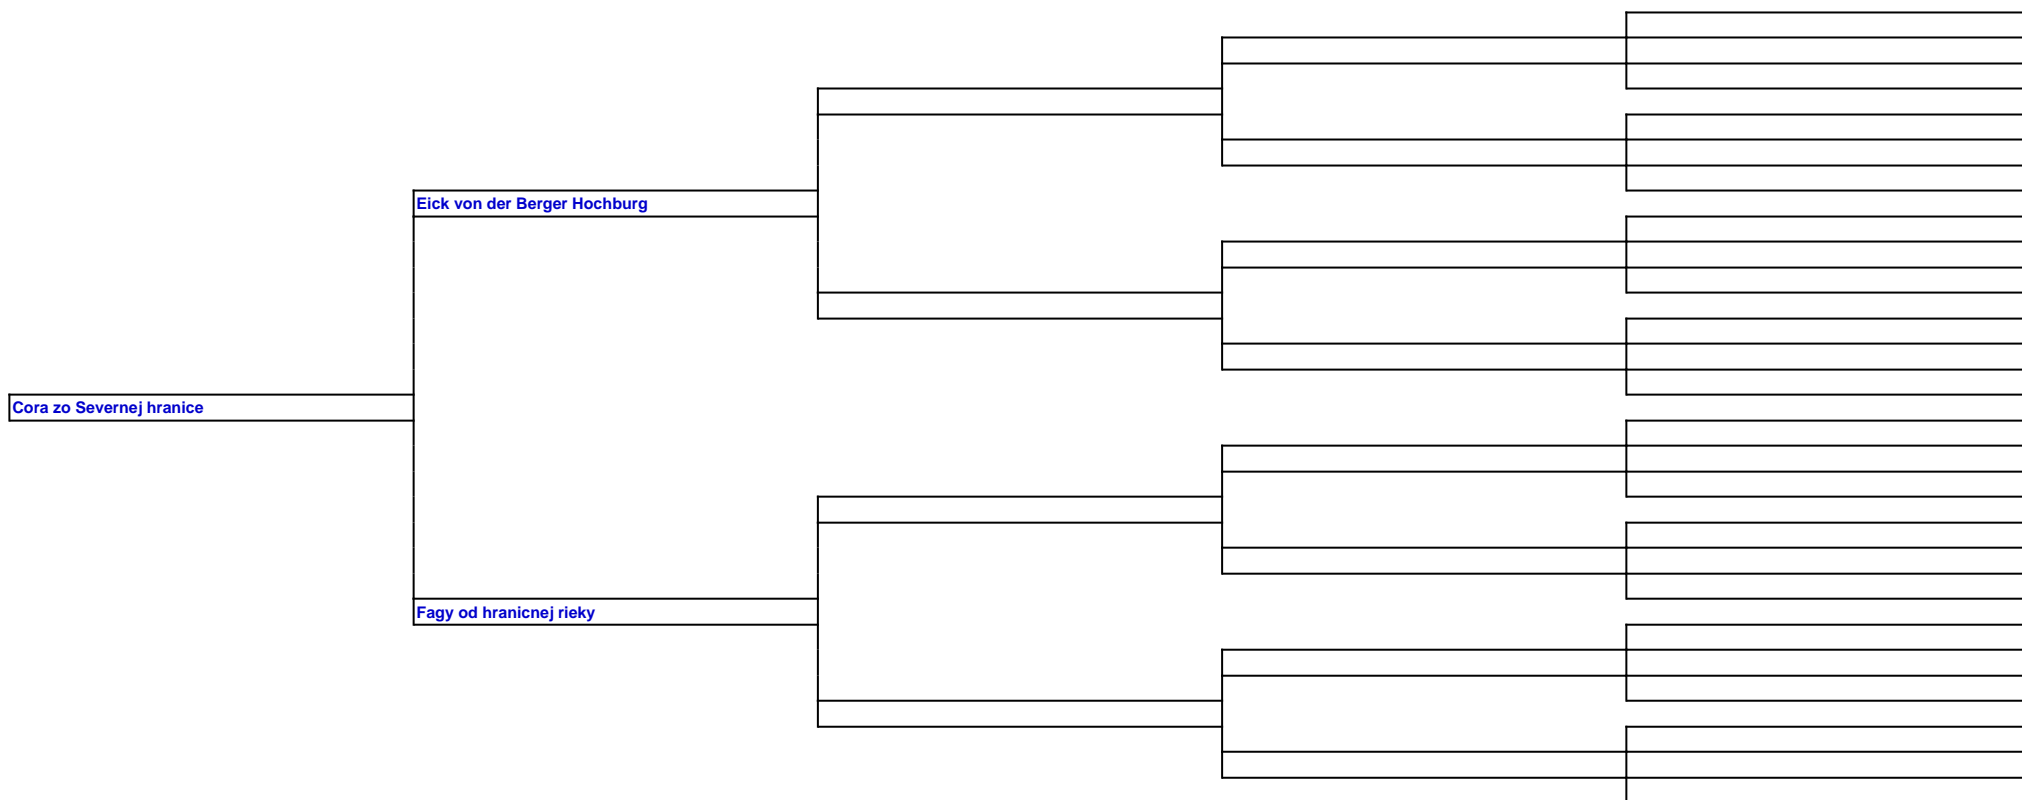 Eick von der Berger Hochburg
Cora zo Severnej hranice
Fagy od hranicnej rieky